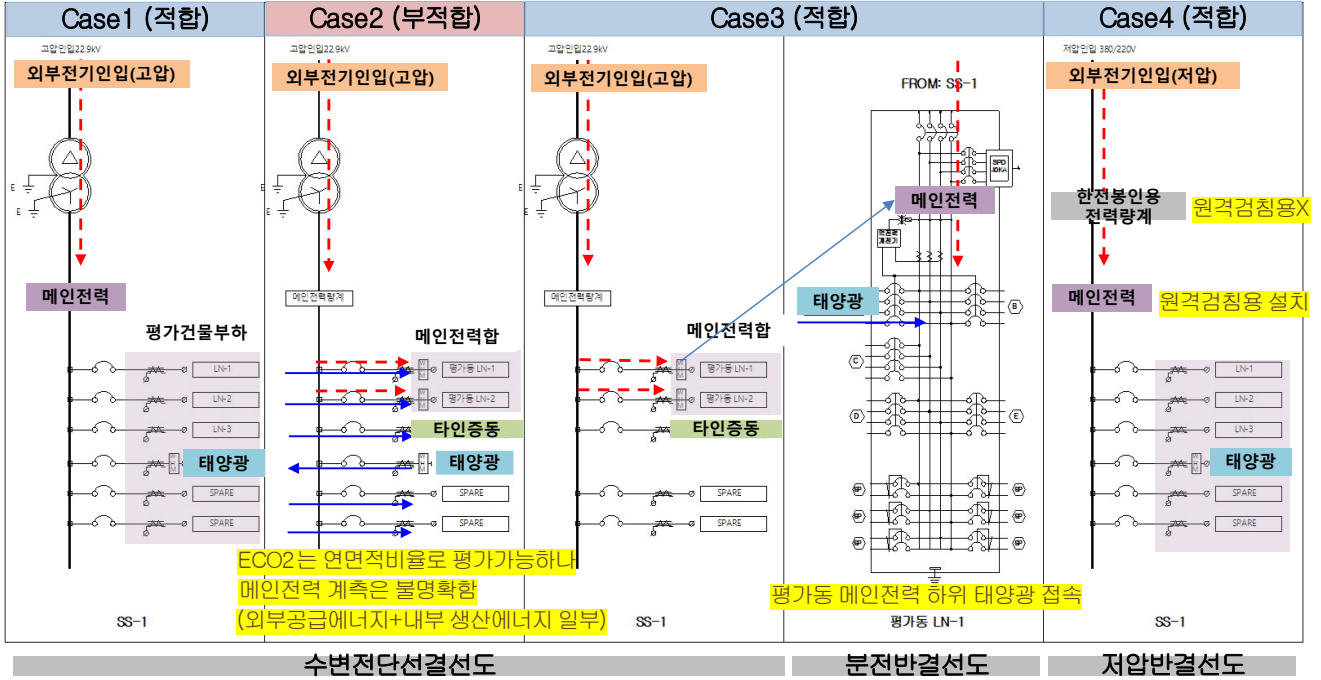 Case1 (적합)
고압인입22.9kV
외부전기인입(고압)
E
E
메인전력
평가건물부하
LN-1
LN-2
LN-3
태양광
SPARE
SPARE
SS-1
Case2 (부적합)
고압인입22.9kV
외부전기인입(고압)
E
E
메인전력량계
메인전력합
WHM
평가동 LN-1
WHM
평가동 LN-2
타인증동
태양광
SPARE
SPARE
ECO2는 연면적비율로 평가가능하나
메인전력 계측은 불명확함
(외부공급에너지+내부 생산에너지 일부)
Case3 (적합)
고압인입22.9kV
외부전기인입(고압)
E
E
메인전력량계
메인전력합
WHM
평가동 LN-1
WHM
평가동 LN-2
타인증동
SPARE
SPARE
SS-1
FROM: SS-1
SPD
40KA
메인전력
태양광
B
C
D
E
SP
SP
SP
SP
SP
SP
평가동 메인전력 하위 태양광 접속
평가동 LN-1
Case4 (적합)
저압인입 380/220V
외부전기인입(저압)
한전봉인용
전력량계
원격검침용X
메인전력
원격검침용 설치
LN-1
LN-2
LN-3
태양광
SPARE
SPARE
SS-1
수변전단선결선도
분전반결선도
저압반결선도